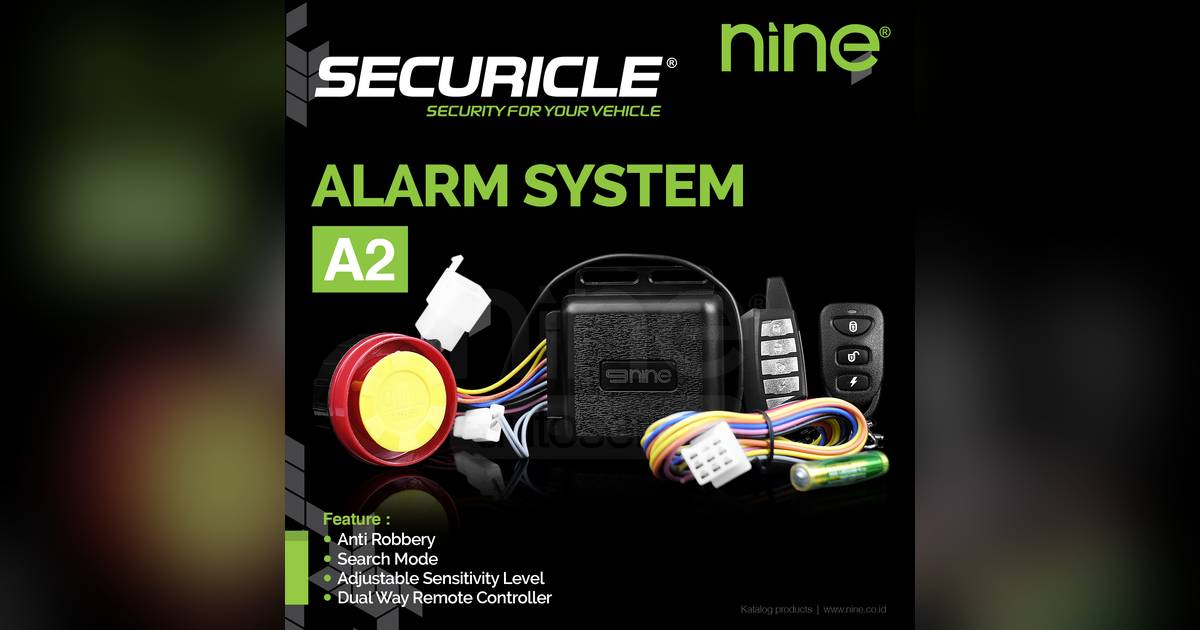 SECURICLE®
SECURITY FOR YOUR VEHICLE
nine®
ALARM SYSTEM
A2
nine
Feature :
Anti Robbery
Search Mode
Adjustable Sensitivity Level
Dual Way Remote Controller
Katalog products | www.nine.co.id